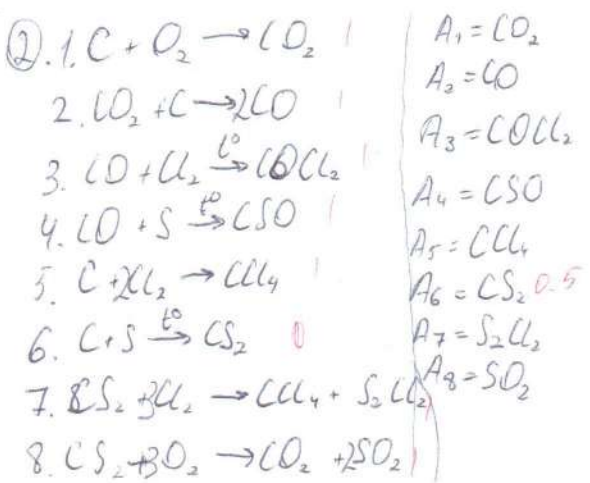 2. 1. C + O₂ → CO₂ 1
2. CO₂ + C → 2CO 1
3. CO + Cl₂ →t° COCl₂ 1
4. CO + S →t° CSO 1
5. C + 2Cl₂ → CCl₄ 1
6. C + S →t° CS₂ 0
7. CS₂ + 3Cl₂ → CCl₄ + S₂Cl₂ 1
8. CS₂ + 3O₂ → CO₂ + 2SO₂ 1
A₁ = CO₂
A₂ = CO
A₃ = COCl₂
A₄ = CSO
A₅ = CCl₄
A₆ = CS₂ 0.5
A₇ = S₂Cl₂
A₈ = SO₂